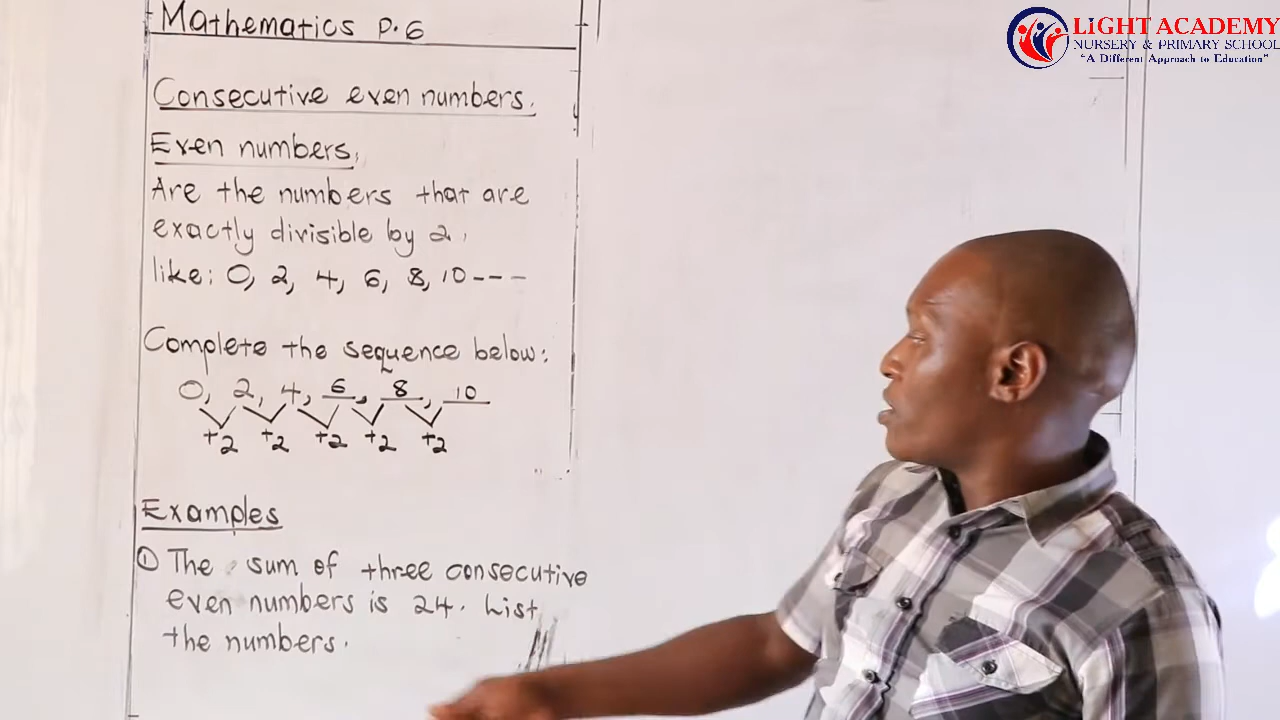 Mathematics P.6
LIGHT ACADEMY
NURSERY & PRIMARY SCHOOL
"A Different Approach to Education"
Consecutive even numbers.
Even numbers.
Are the numbers that are
exactly divisible by 2.
like: 0, 2, 4, 6, 8, 10 - - -
Complete the sequence below:
0, 2, 4, 6, 8, 10
+2 +2 +2 +2 +2
Examples
① The sum of three consecutive
even numbers is 24. List
the numbers.